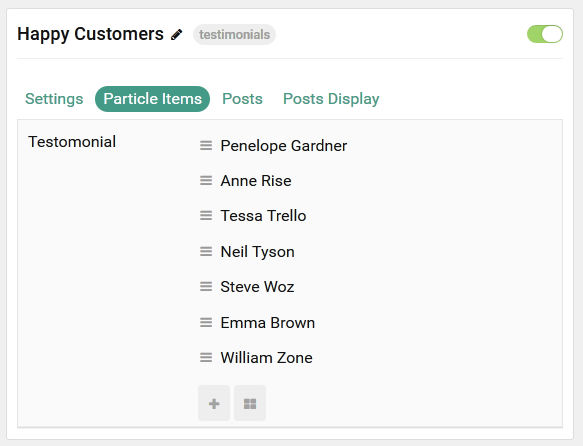 Happy Customers testimonials
Settings Particle Items Posts Posts Display
Testomonial
Penelope Gardner
Anne Rise
Tessa Trello
Neil Tyson
Steve Woz
Emma Brown
William Zone